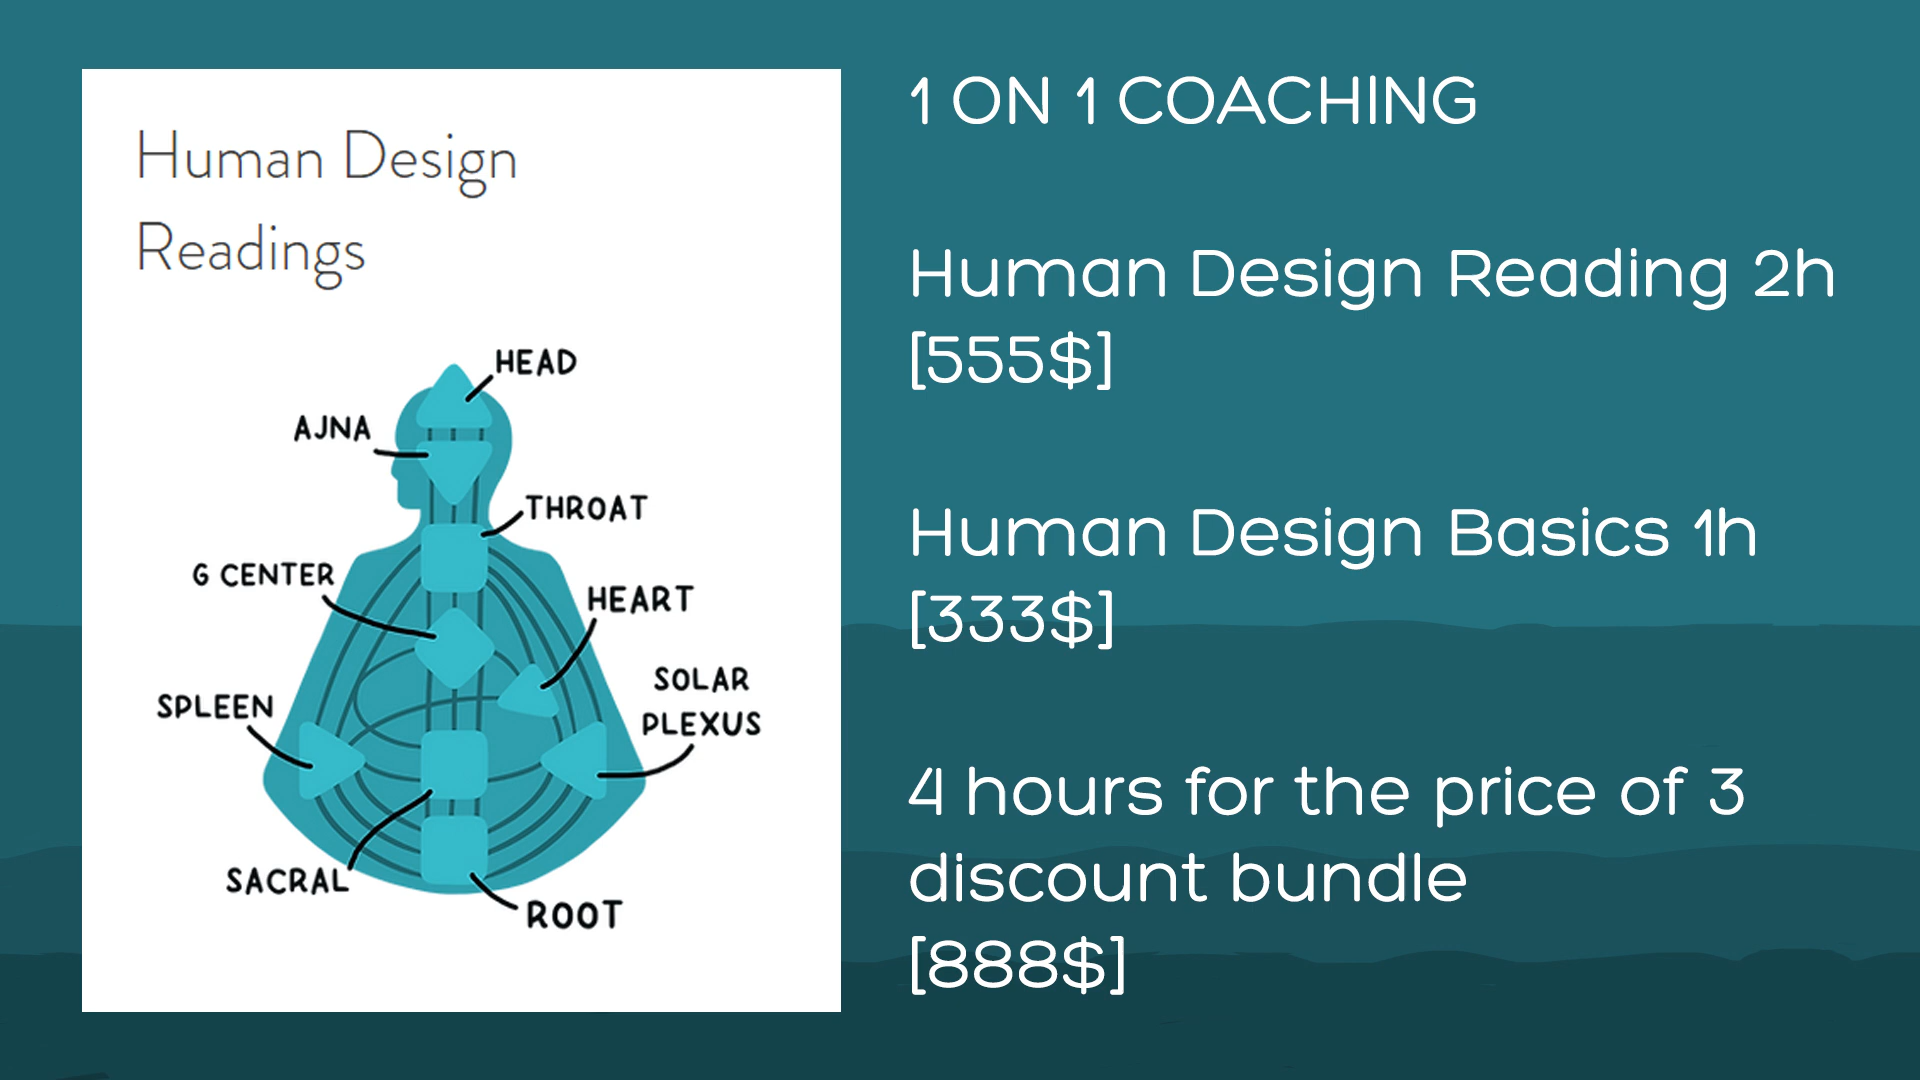 Human Design
Readings
HEAD
AJNA
THROAT
G CENTER
HEART
SOLAR
PLEXUS
SPLEEN
SACRAL
ROOT
1 ON 1 COACHING
Human Design Reading 2h
[555$]
Human Design Basics 1h
[333$]
4 hours for the price of 3
discount bundle
[888$]